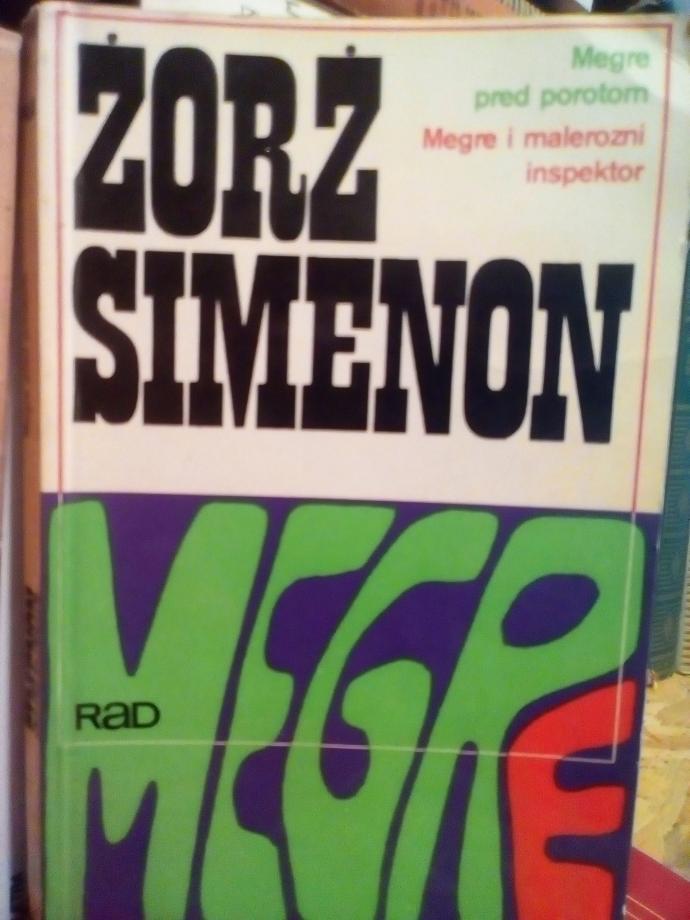 ŻORŻ
SIMENON
Megre
pred porotom
Megre i malerozni
inspektor
RaD
MEGRE